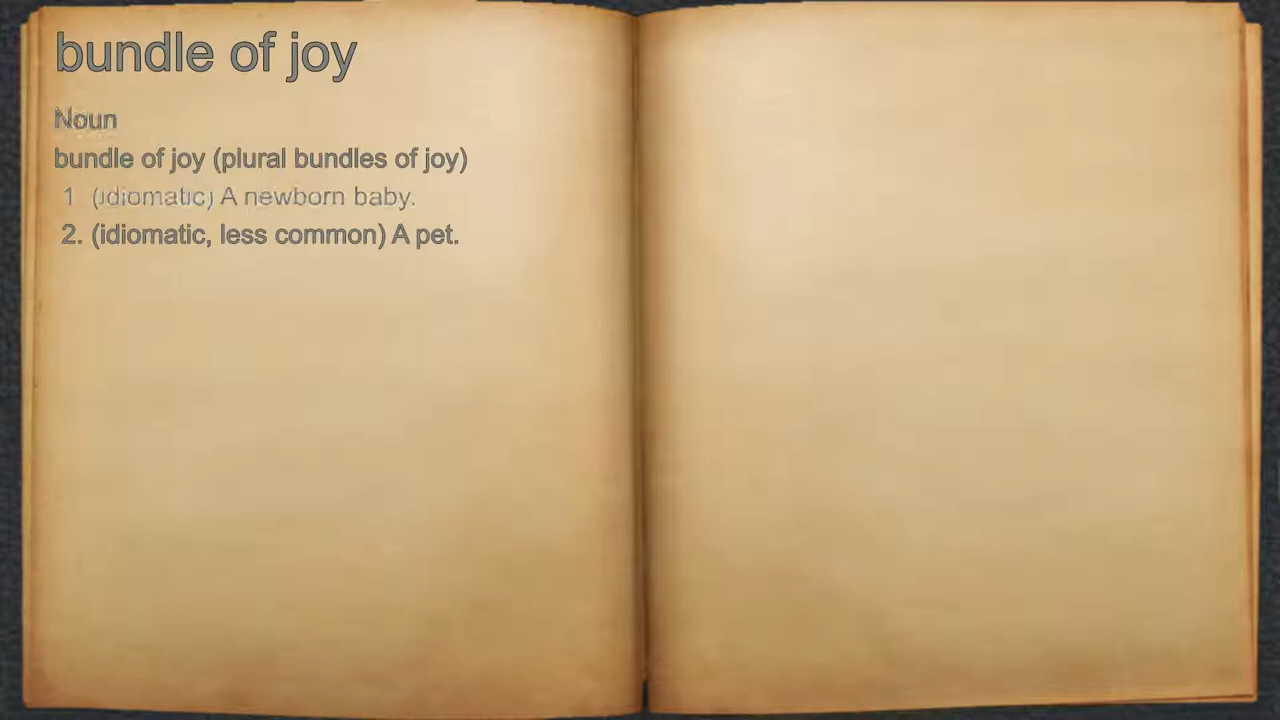 bundle of joy
Noun
bundle of joy (plural bundles of joy)
1 (idiomatic) A newborn baby.
2. (idiomatic, less common) A pet.